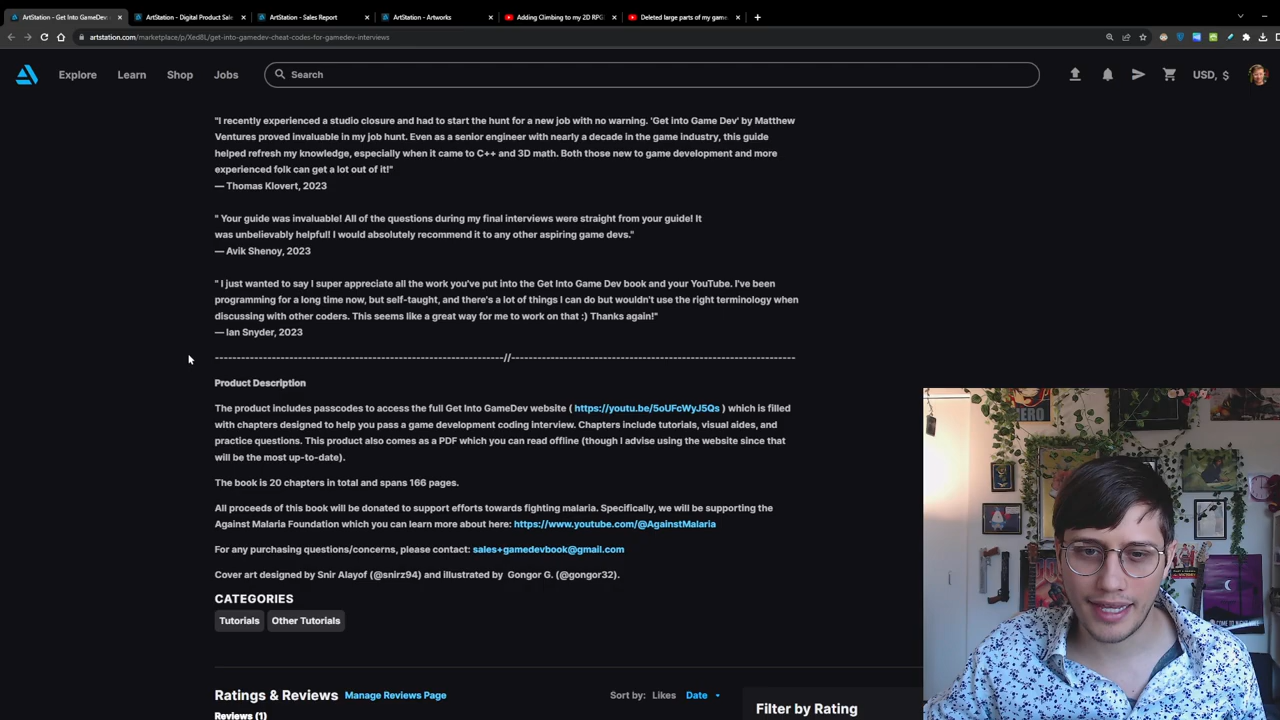 ArtStation - Get Into GameDev:
ArtStation - Digital Product Sale
ArtStation - Sales Report
ArtStation - Artworks
Adding Climbing to my 2D RPG
Deleted large parts of my game
artstation.com/marketplace/p/Xed8L/get-into-gamedev-cheat-codes-for-gamedev-interviews
Explore Learn Shop Jobs Search USD, $
"I recently experienced a studio closure and had to start the hunt for a new job with no warning. 'Get into Game Dev' by Matthew
Ventures proved invaluable in my job hunt. Even as a senior engineer with nearly a decade in the game industry, this guide
helped refresh my knowledge, especially when it came to C++ and 3D math. Both those new to game development and more
experienced folk can get a lot out of it!"
— Thomas Klovert, 2023
" Your guide was invaluable! All of the questions during my final interviews were straight from your guide! It
was unbelievably helpful! I would absolutely recommend it to any other aspiring game devs."
— Avik Shenoy, 2023
" I just wanted to say I super appreciate all the work you've put into the Get Into Game Dev book and your YouTube. I've been
programming for a long time now, but self-taught, and there's a lot of things I can do but wouldn't use the right terminology when
discussing with other coders. This seems like a great way for me to work on that :) Thanks again!"
— Ian Snyder, 2023
------------------------------------------------------------------//------------------------------------------------------------------
Product Description
The product includes passcodes to access the full Get Into GameDev website ( https://youtu.be/5oUFcWyJ5Qs ) which is filled
with chapters designed to help you pass a game development coding interview. Chapters include tutorials, visual aides, and
practice questions. This product also comes as a PDF which you can read offline (though I advise using the website since that
will be the most up-to-date).
The book is 20 chapters in total and spans 166 pages.
All proceeds of this book will be donated to support efforts towards fighting malaria. Specifically, we will be supporting the
Against Malaria Foundation which you can learn more about here: https://www.youtube.com/@AgainstMalaria
For any purchasing questions/concerns, please contact: sales+gamedevbook@gmail.com
Cover art designed by Snir Alayof (@snirz94) and illustrated by Gongor G. (@gongor32).
CATEGORIES
Tutorials Other Tutorials
Ratings & Reviews Manage Reviews Page Sort by: Likes Date
Filter by Rating
Reviews (1)
HERO